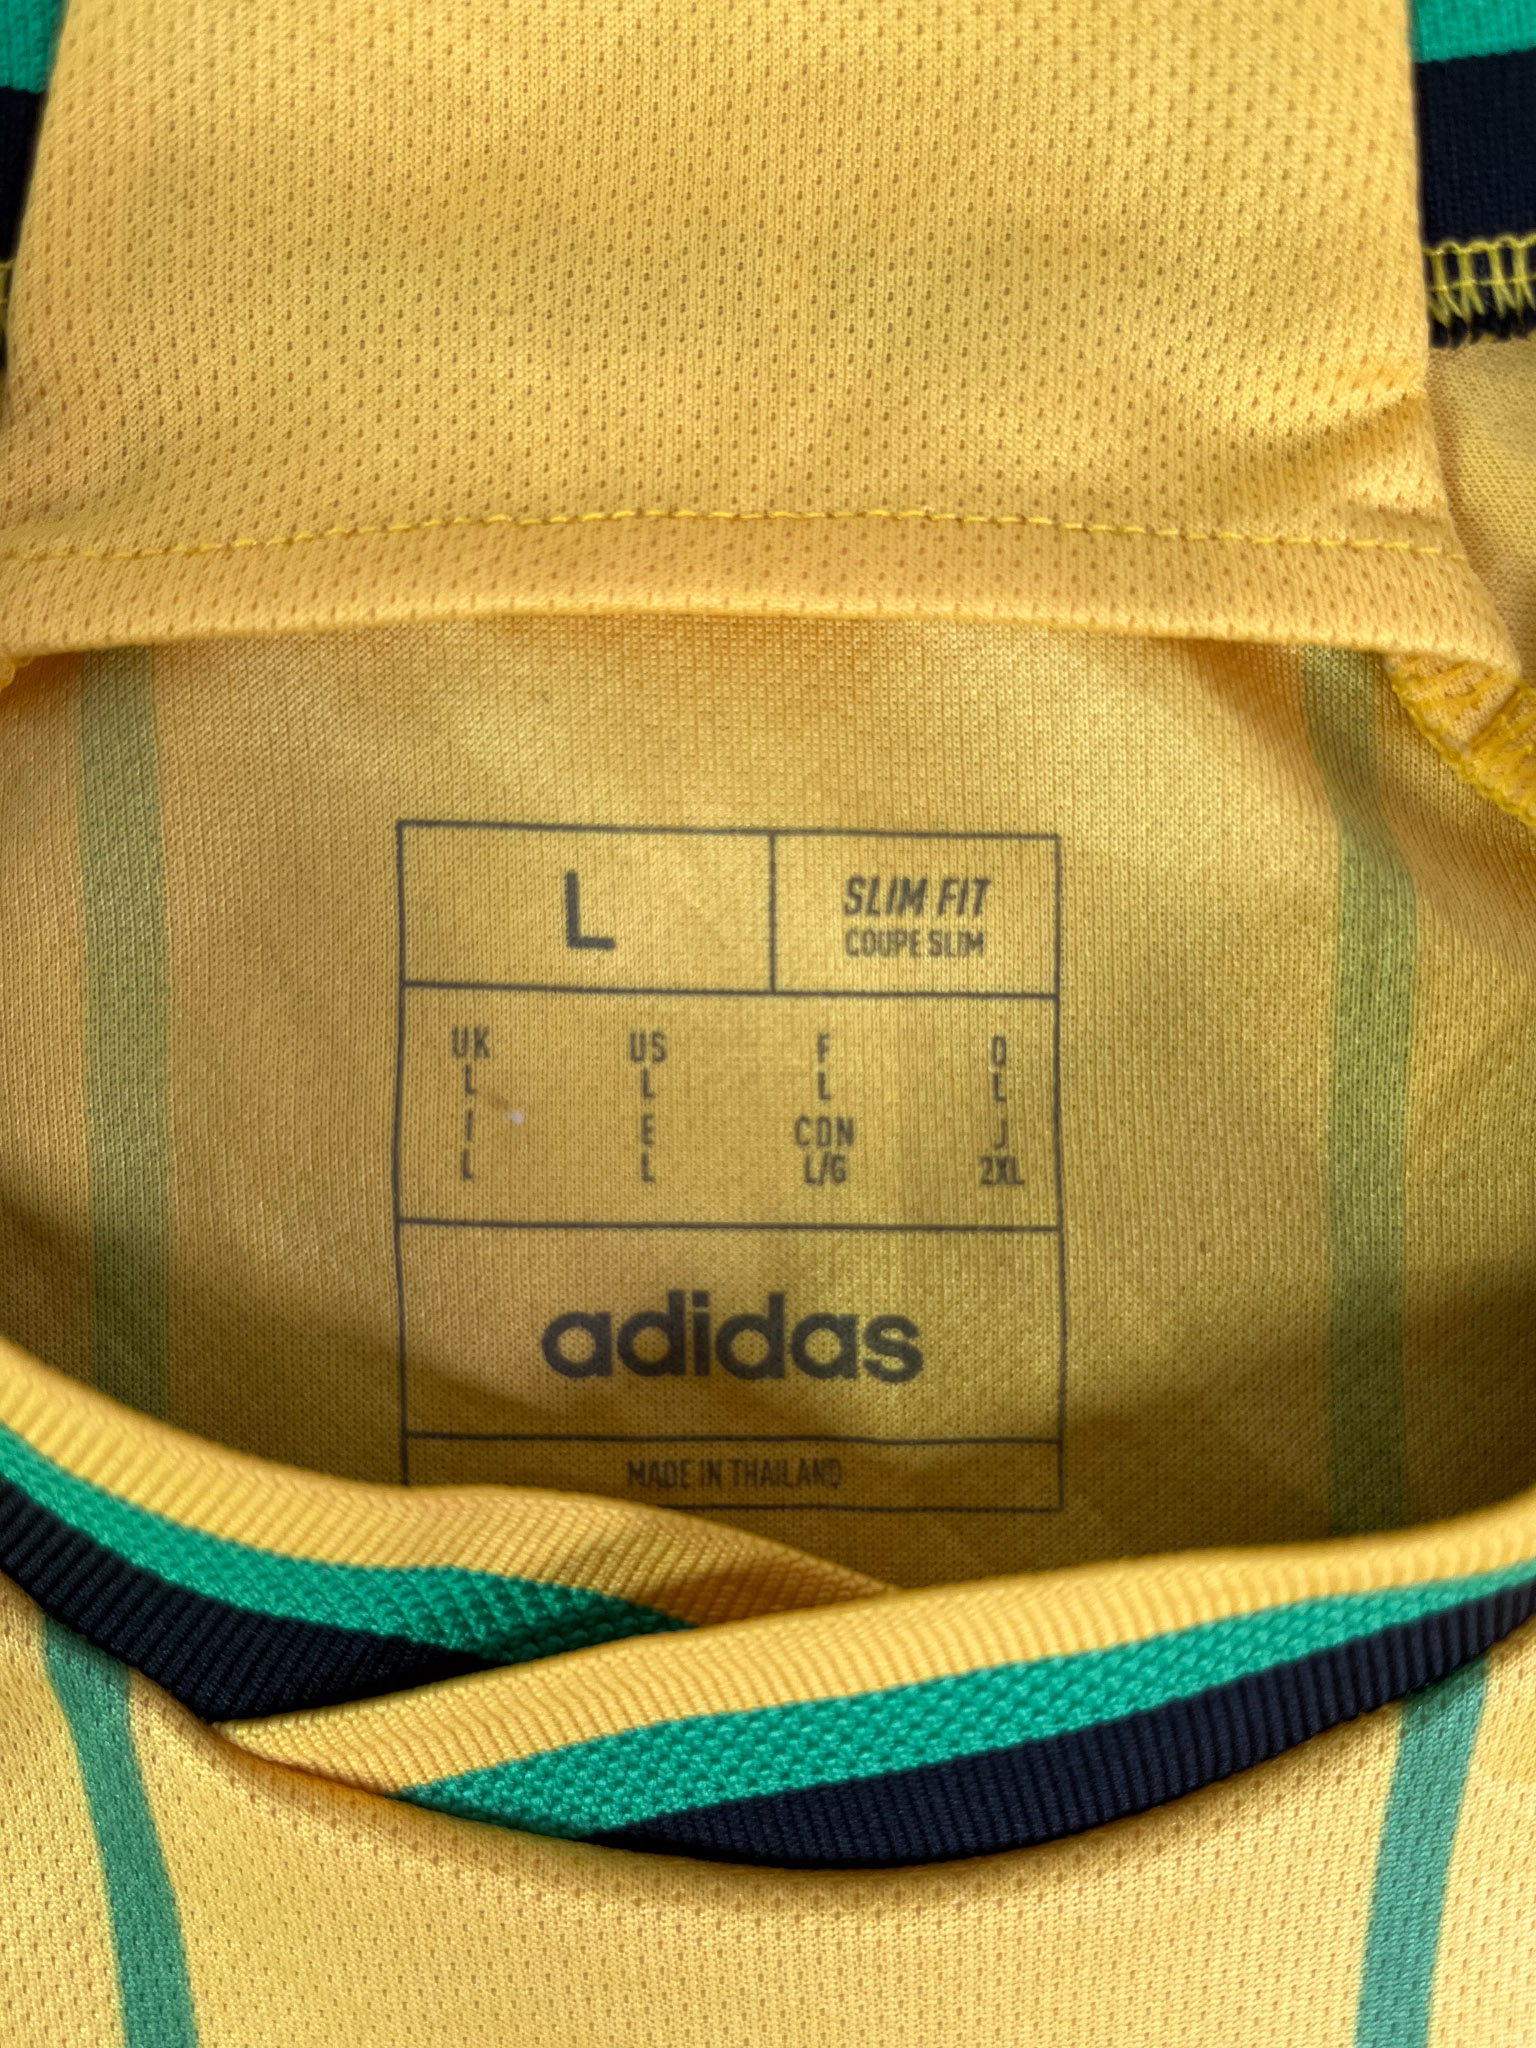 L
SLIM FIT
COUPE SLIM
UK US F D
L L L L
I E CDN J
L L L/G 2XL
adidas
MADE IN THAILAND